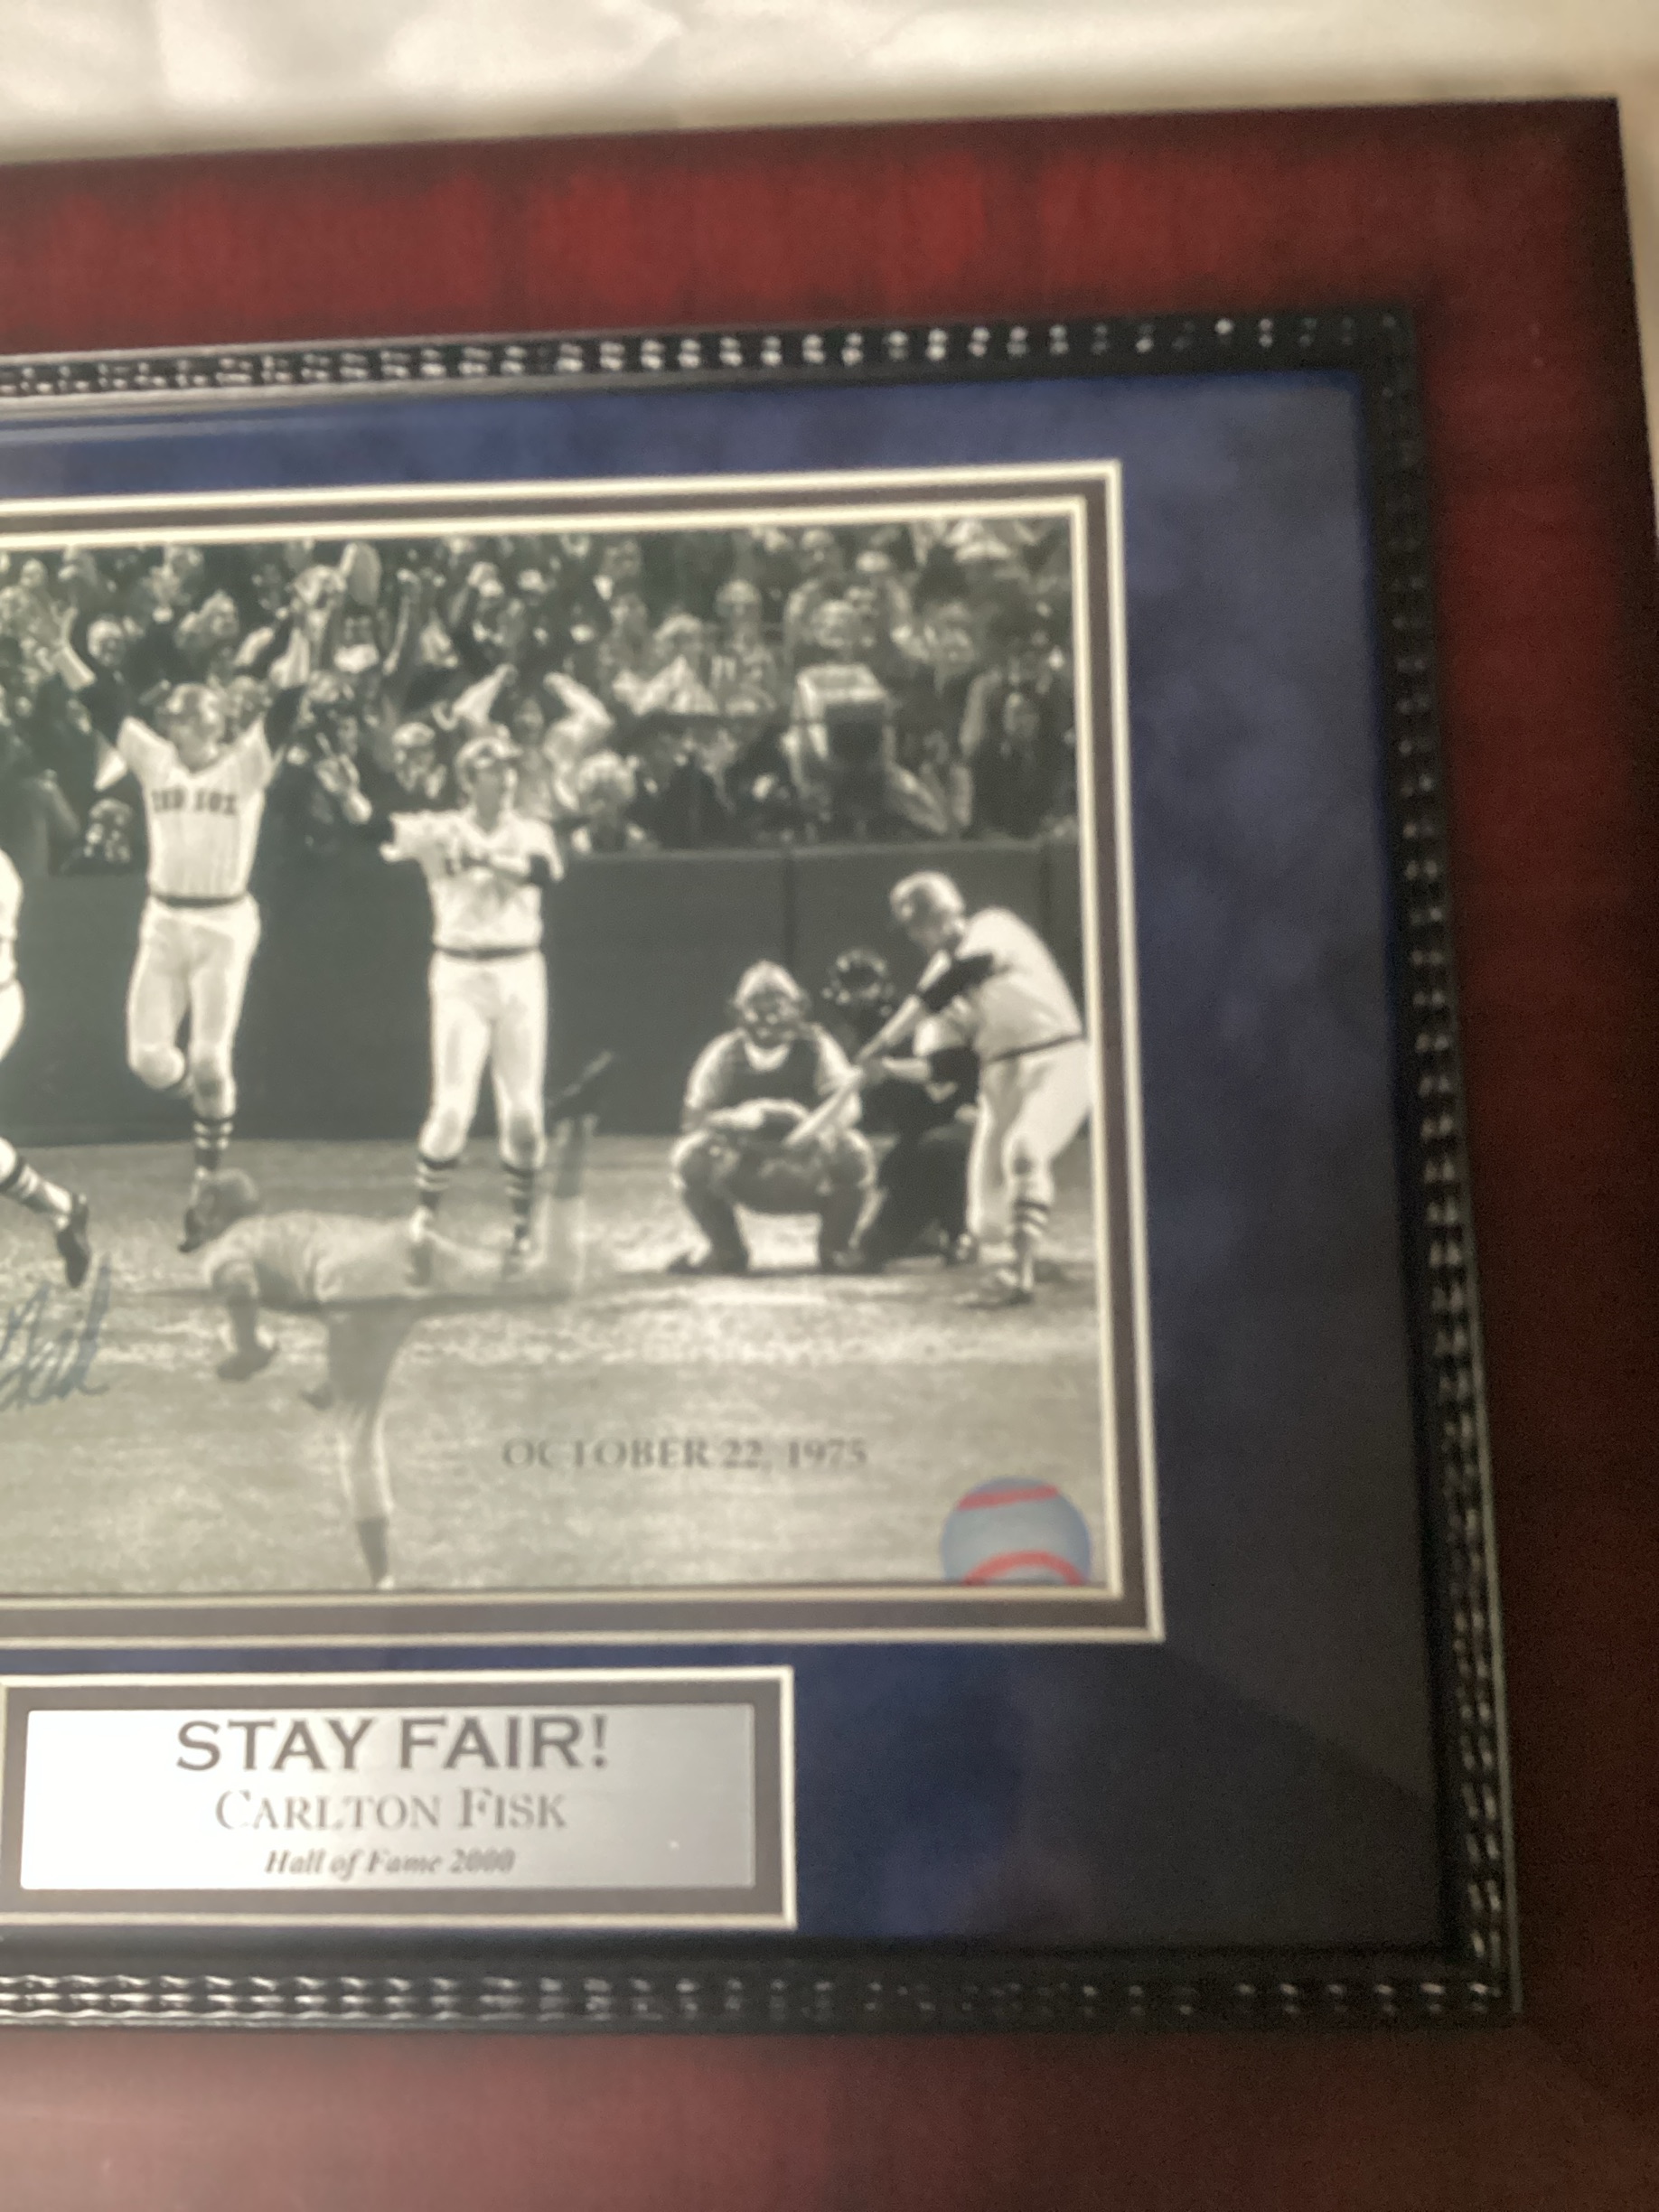 RED SOX
OCTOBER 22, 1975
STAY FAIR!
CARLTON FISK
Hall of Fame 2000